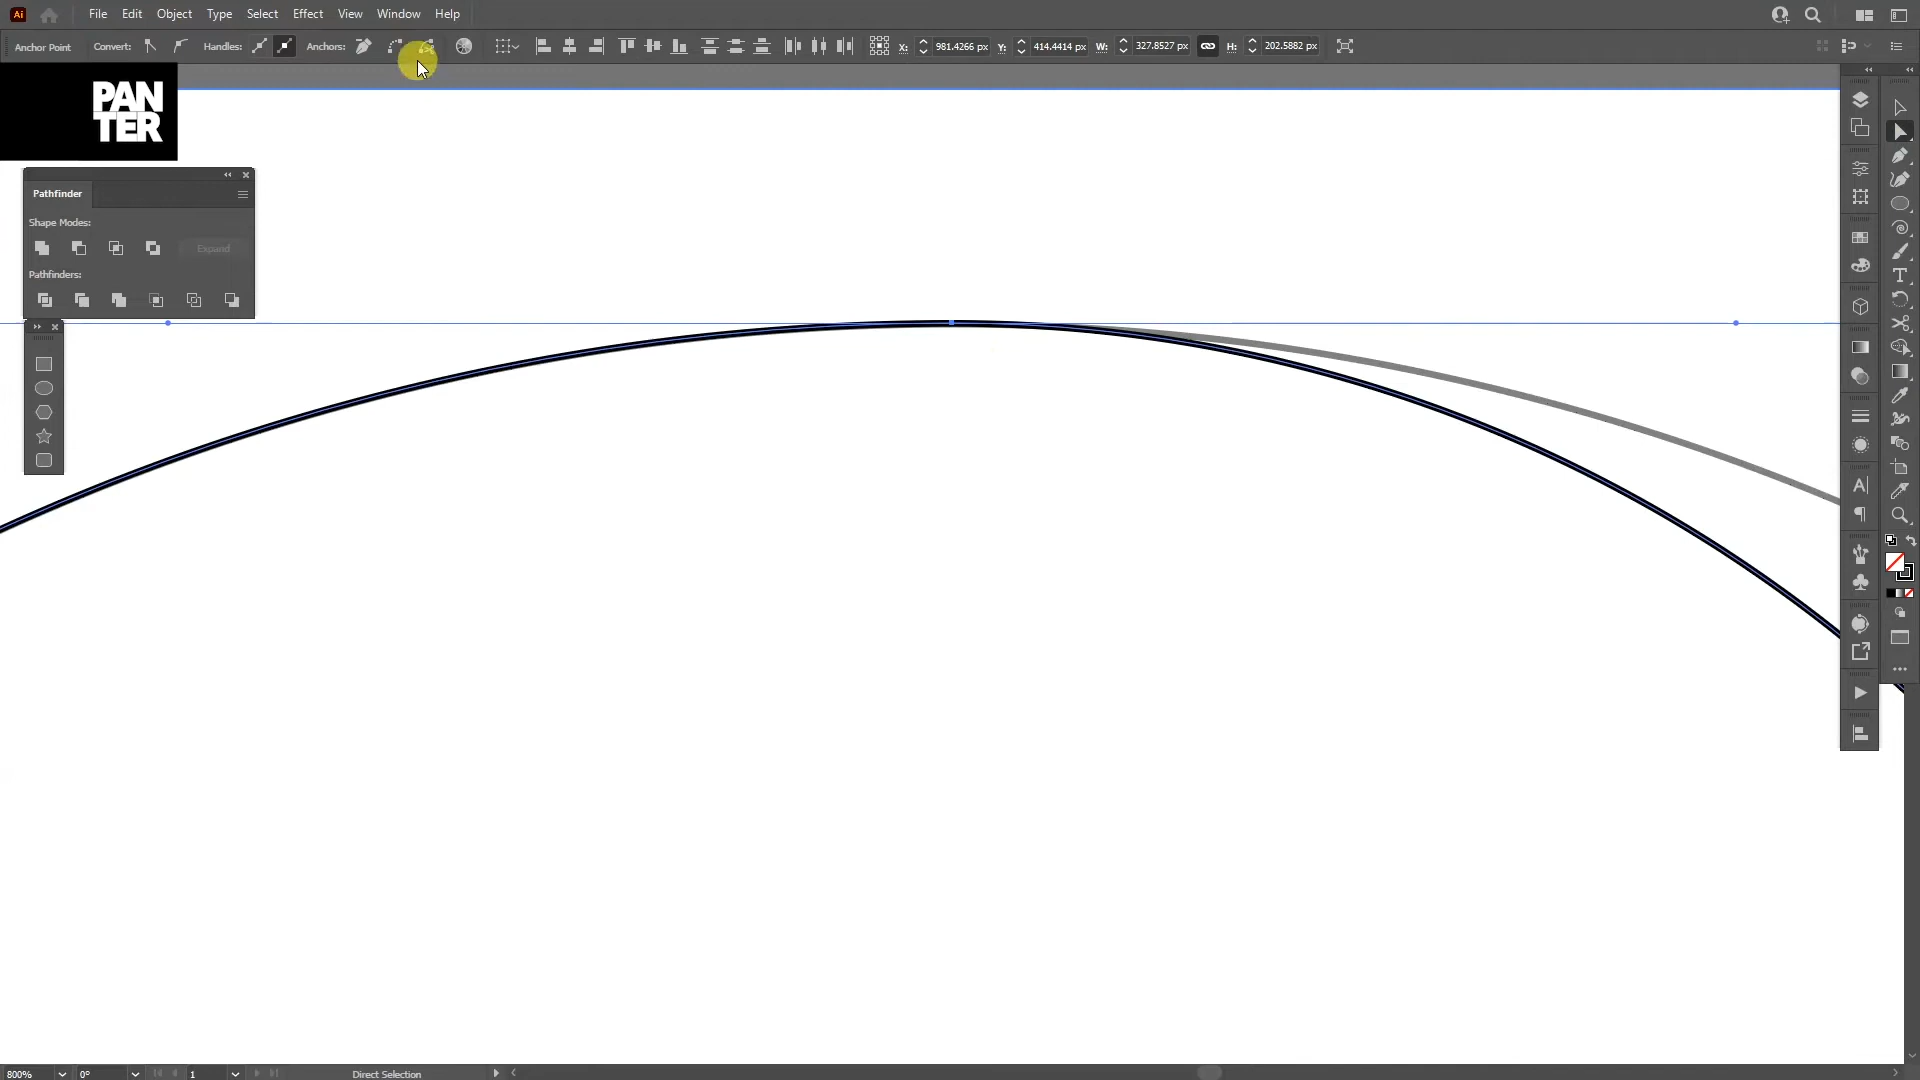 Ai File Edit Object Type Select Effect View Window Help
Anchor Point Convert: Handles: Anchors: X: 981.4266 px Y: 414.4414 px W: 327.8527 px H: 202.5882 px
PAN
TER
Pathfinder
Shape Modes:
Expand
Pathfinders:
800% 0° 1 Direct Selection